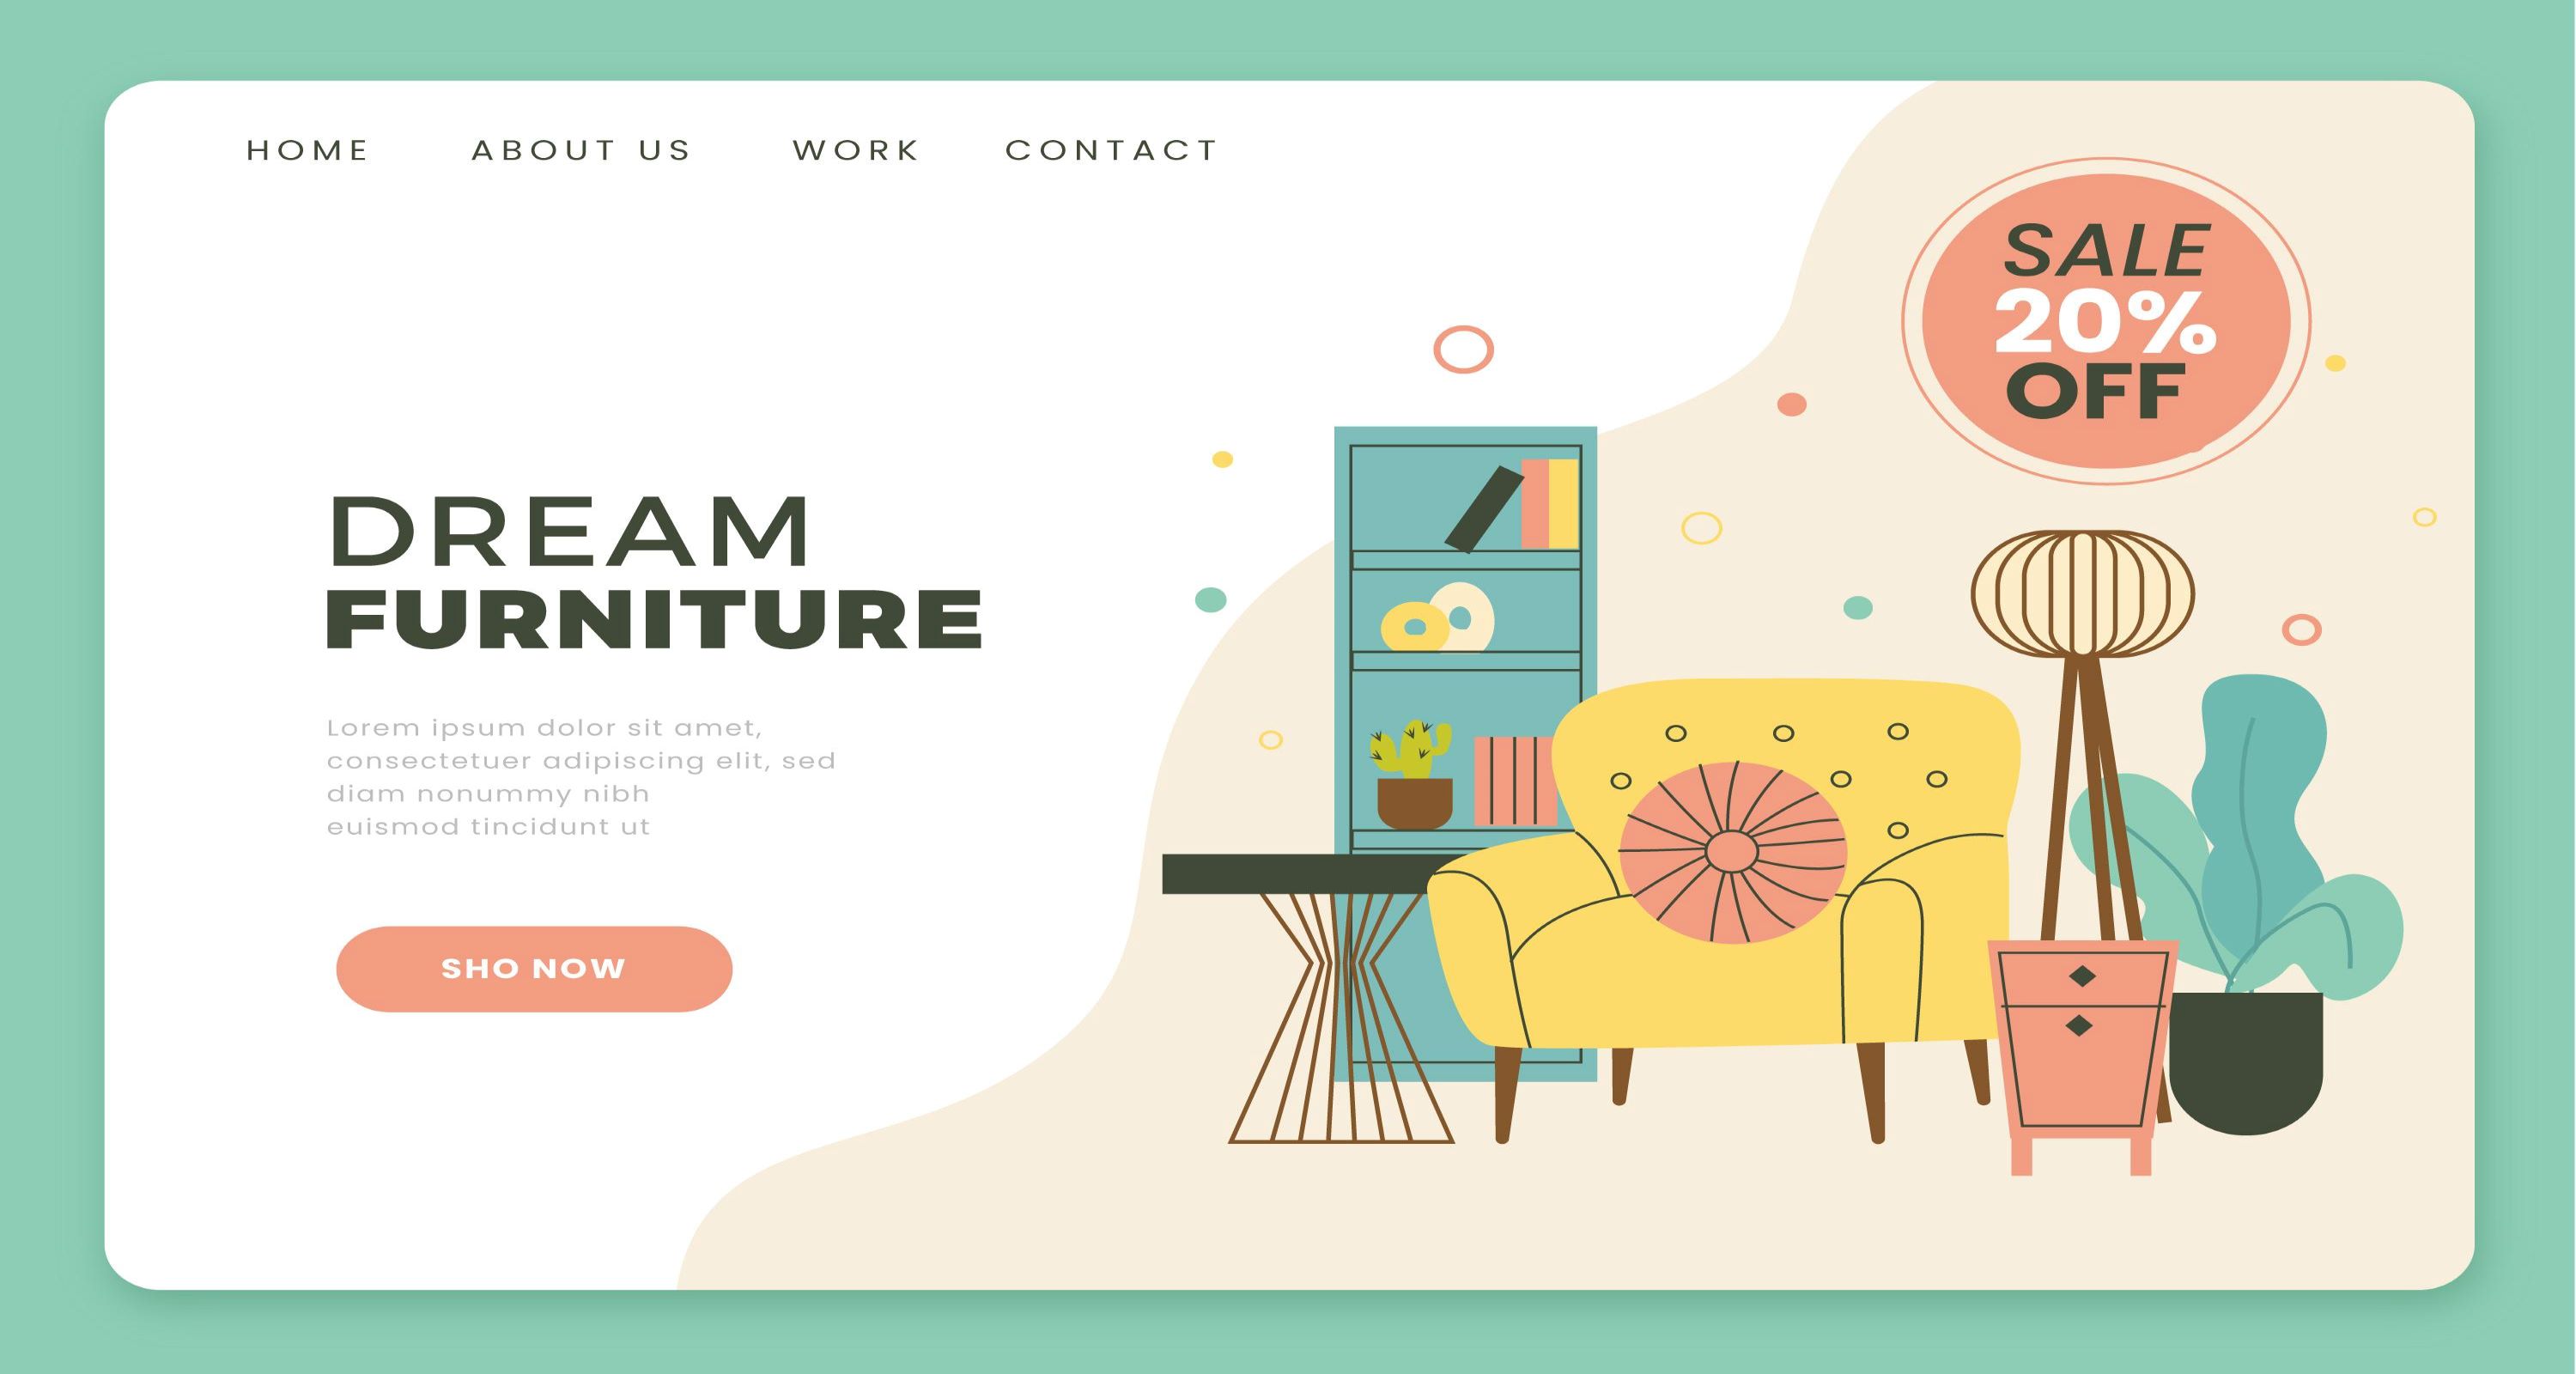 HOME ABOUT US WORK CONTACT
SALE
20%
OFF
DREAM
FURNITURE
Lorem ipsum dolor sit amet,
consectetuer adipiscing elit, sed
diam nonummy nibh
euismod tincidunt ut
SHO NOW